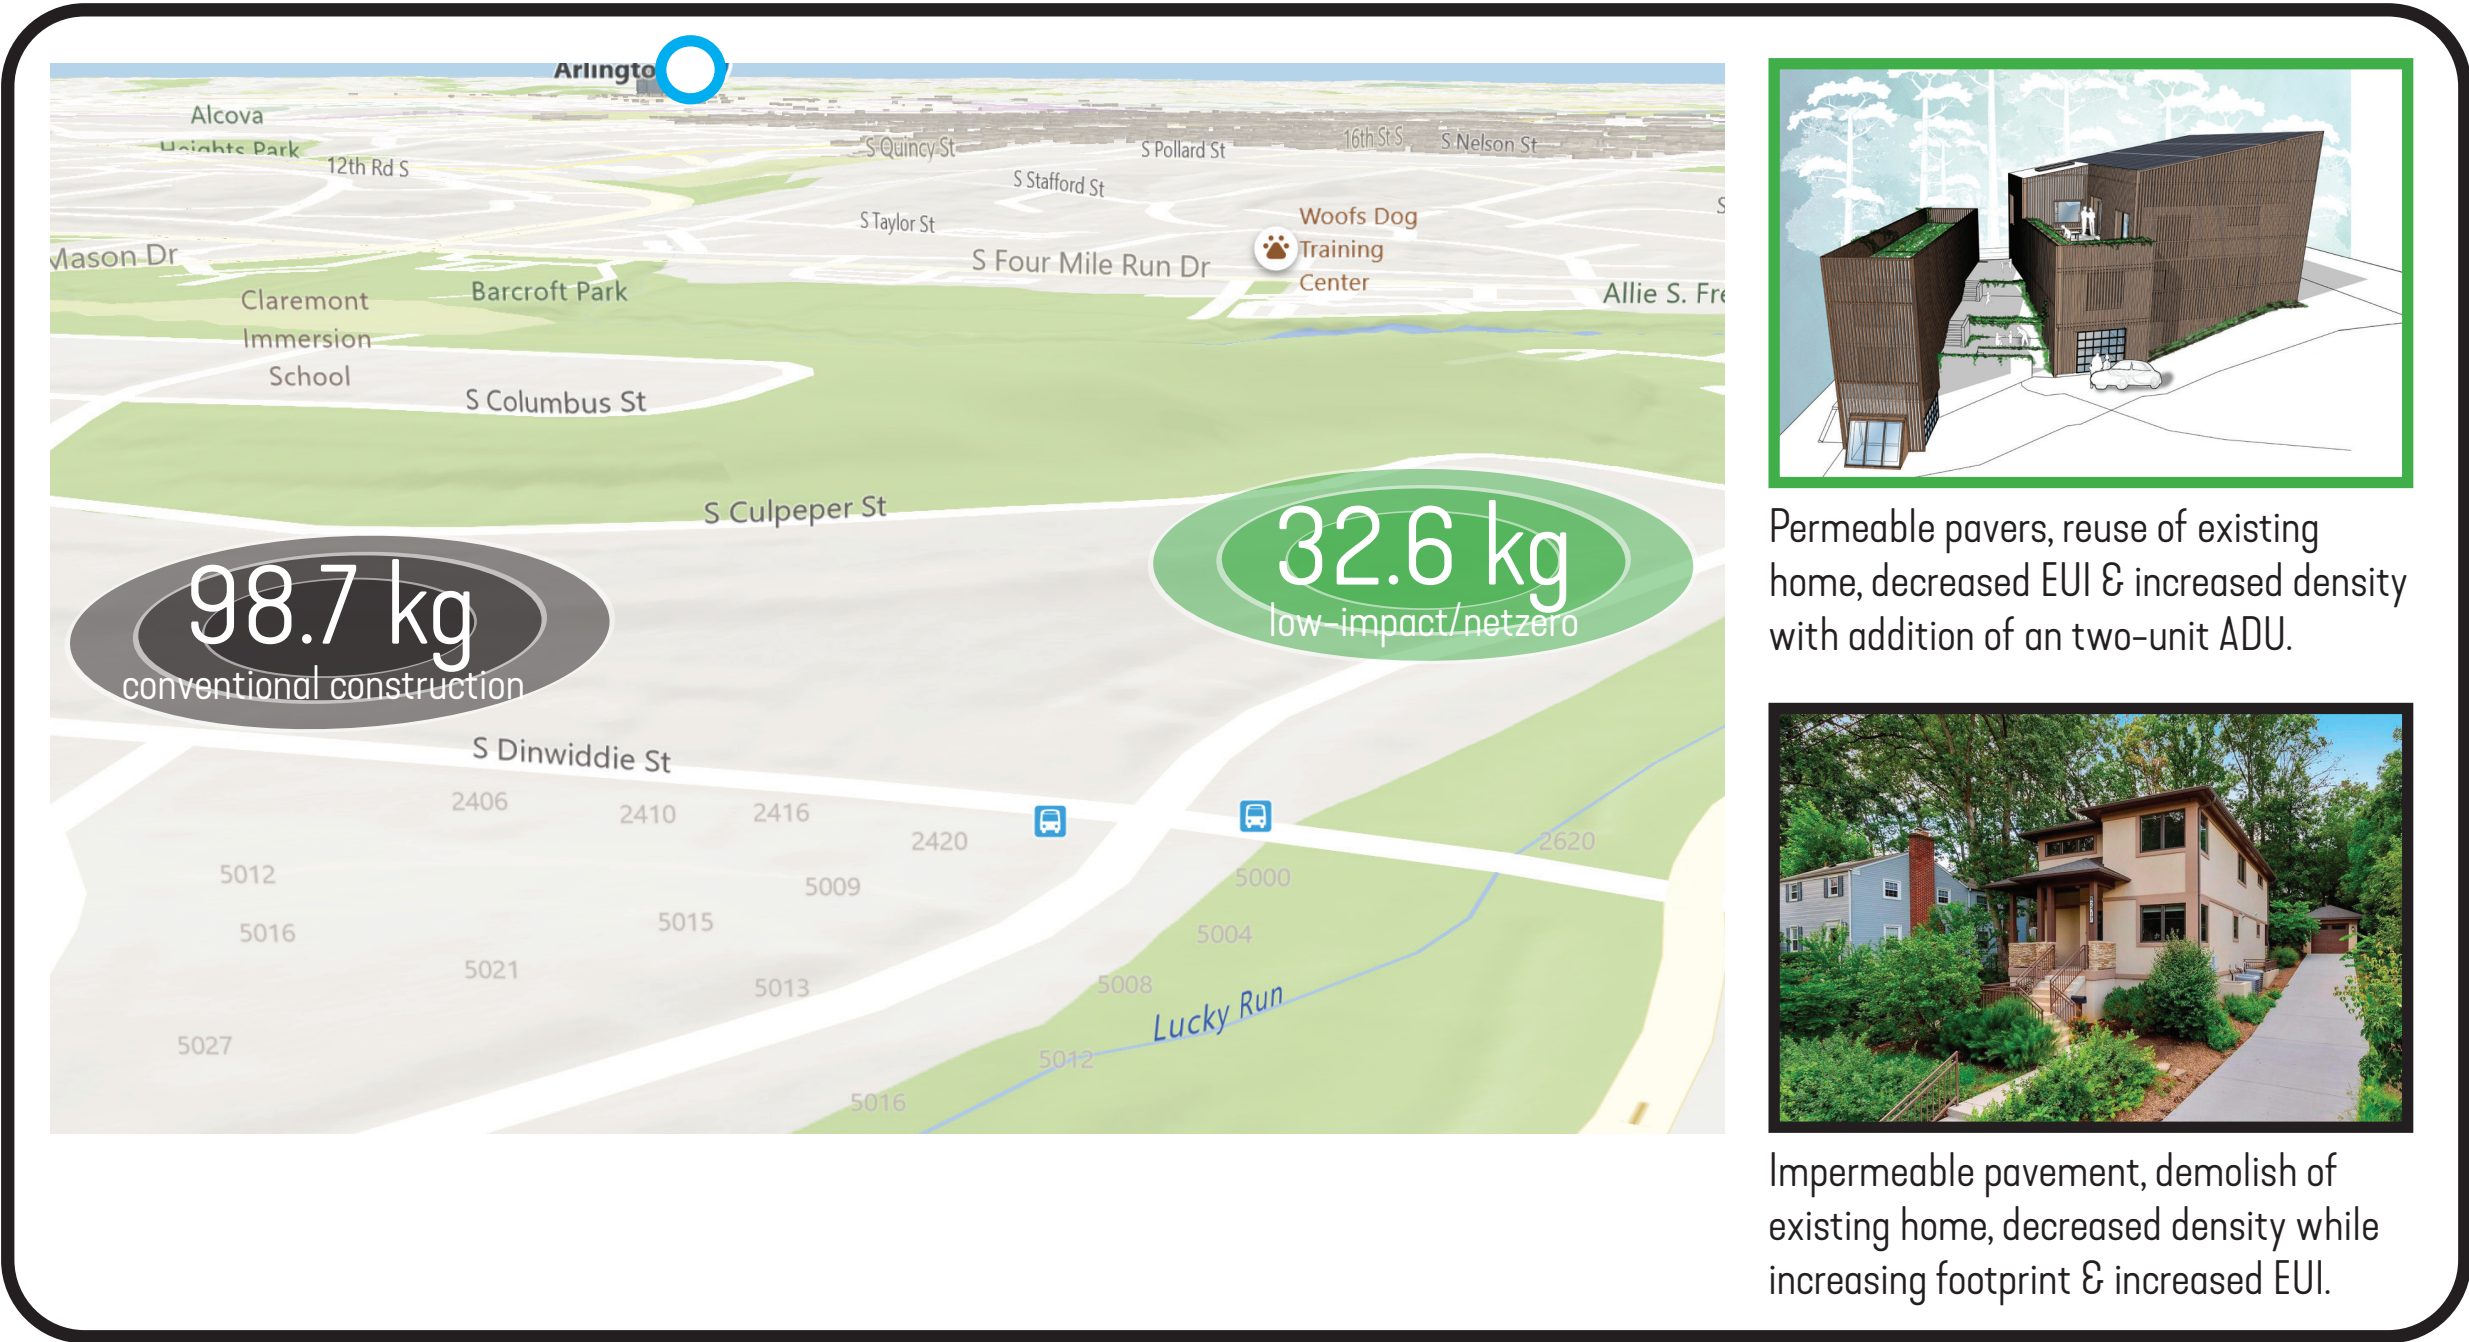 Arlingto
Alcova
Heights Park
12th Rd S
S Quincy St
S Pollard St
16th St S
S Nelson St
S Stafford St
S Taylor St
Woofs Dog
Training
Center
Mason Dr
S Four Mile Run Dr
Claremont
Immersion
School
Barcroft Park
Allie S. Fre
S Columbus St
S Culpeper St
98.7 kg
conventional construction
32.6 kg
low-impact/netzero
S Dinwiddie St
2406
2410
2416
2420
2620
5012
5009
5000
5016
5015
5004
5021
5013
5008
Lucky Run
5027
5012
5016
Permeable pavers, reuse of existing
home, decreased EUI & increased density
with addition of an two-unit ADU.
Impermeable pavement, demolish of
existing home, decreased density while
increasing footprint & increased EUI.